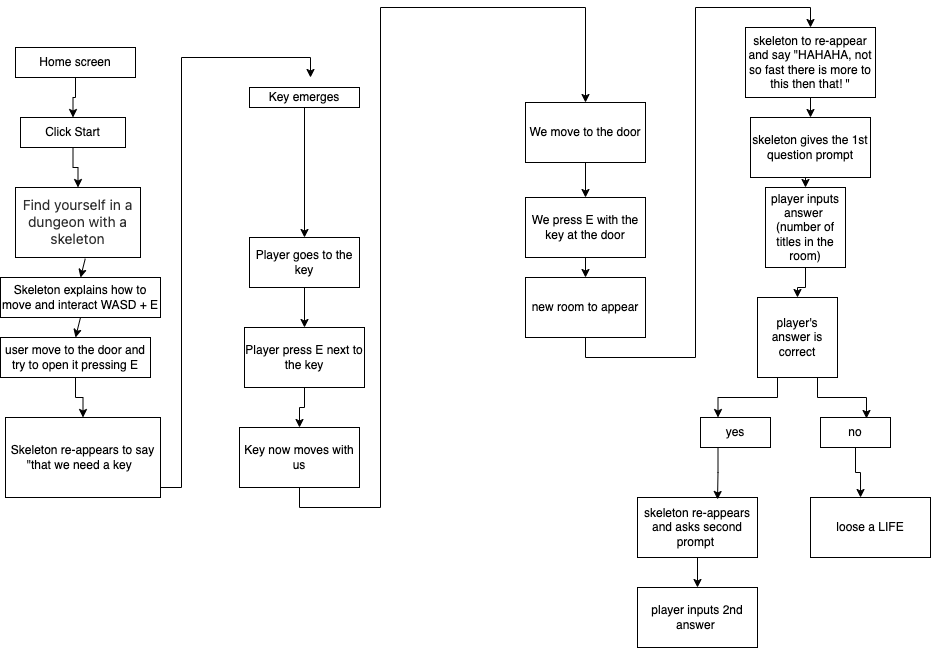 Home screen
Click Start
Find yourself in a
dungeon with a
skeleton
Skeleton explains how to
move and interact WASD + E
user move to the door and
try to open it pressing E
Skeleton re-appears to say
"that we need a key
Key emerges
Player goes to the
key
Player press E next to
the key
Key now moves with
us
We move to the door
We press E with the
key at the door
new room to appear
skeleton to re-appear
and say "HAHAHA, not
so fast there is more to
this then that! "
skeleton gives the 1st
question prompt
player inputs
answer
(number of
titles in the
room)
player's
answer is
correct
yes
no
skeleton re-appears
and asks second
prompt
loose a LIFE
player inputs 2nd
answer